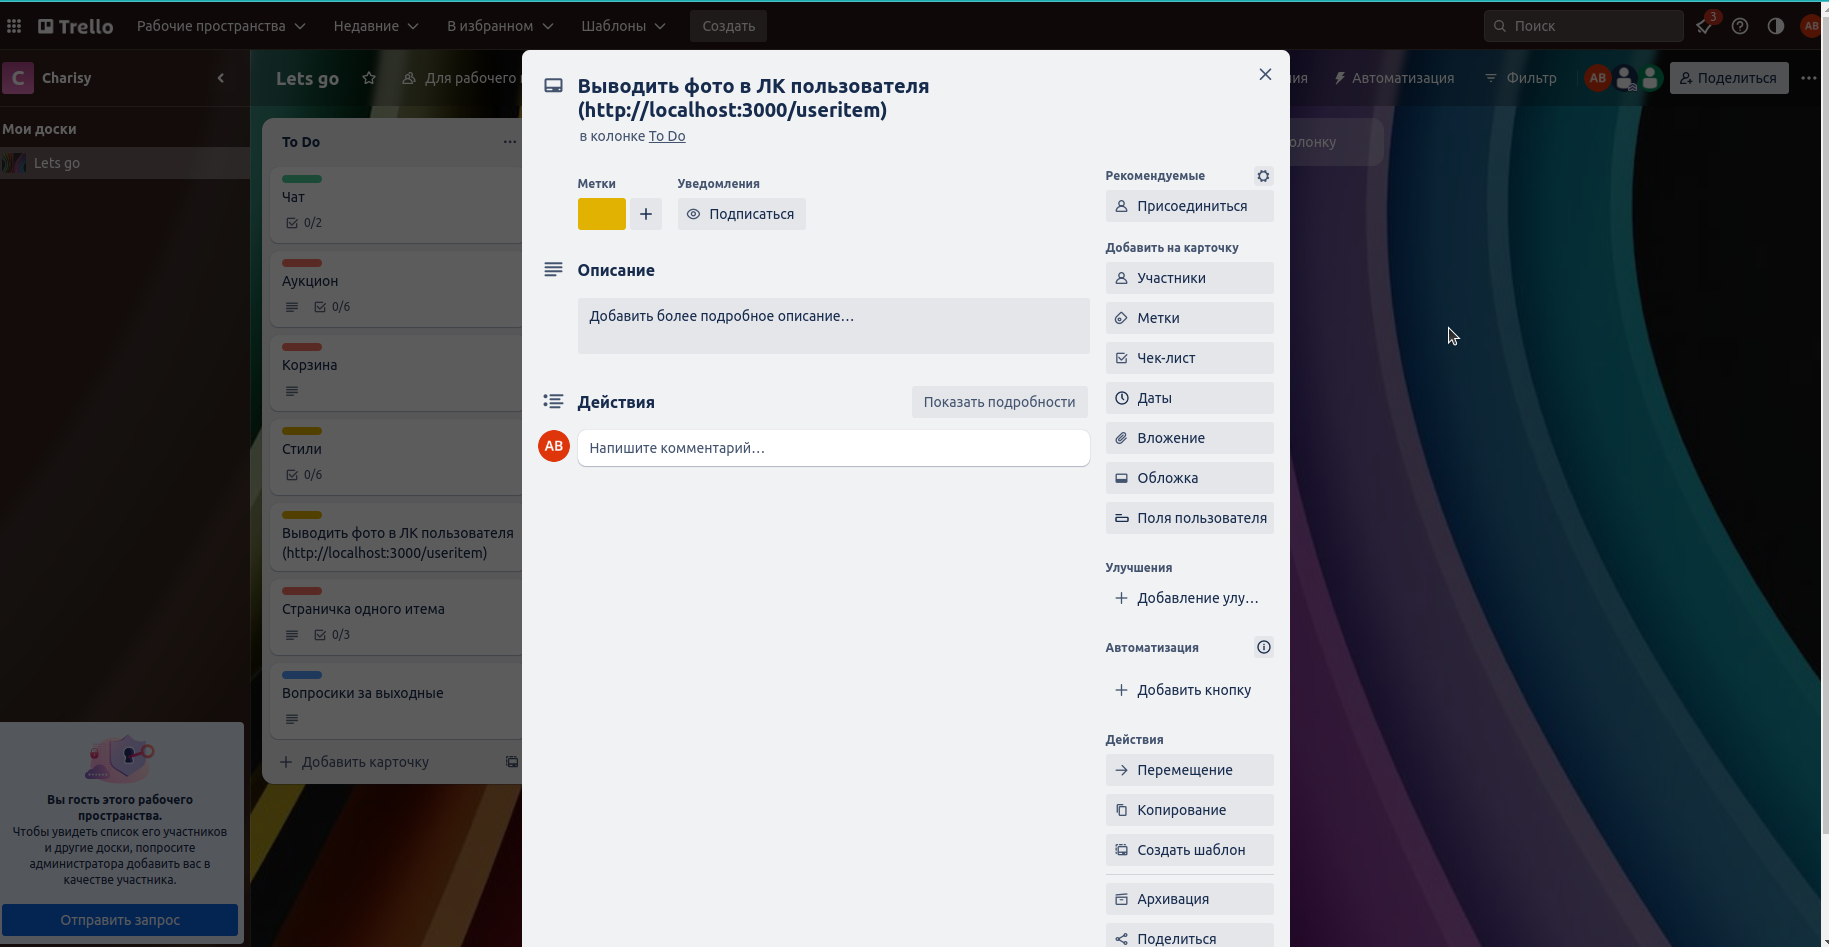 Trello
Рабочие пространства
Недавние
В избранном
Шаблоны
Создать
Поиск
3
AB
C
Charisy
Мои доски
Lets go
Lets go
Для рабочего
Автоматизация
Фильтр
AB
Поделиться
To Do
Чат
0/2
Аукцион
0/6
Корзина
Стили
0/6
Выводить фото в ЛК пользователя
(http://localhost:3000/useritem)
Страничка одного итема
0/3
Вопросики за выходные
Добавить карточку
Вы гость этого рабочего
пространства.
Чтобы увидеть список его участников
и другие доски, попросите
администратора добавить вас в
качестве участника.
Отправить запрос
Выводить фото в ЛК пользователя
(http://localhost:3000/useritem)
в колонке To Do
Метки
Уведомления
Подписаться
Описание
Добавить более подробное описание…
Действия
Показать подробности
AB
Напишите комментарий…
Рекомендуемые
Присоединиться
Добавить на карточку
Участники
Метки
Чек-лист
Даты
Вложение
Обложка
Поля пользователя
Улучшения
Добавление улу…
Автоматизация
Добавить кнопку
Действия
Перемещение
Копирование
Создать шаблон
Архивация
Поделиться